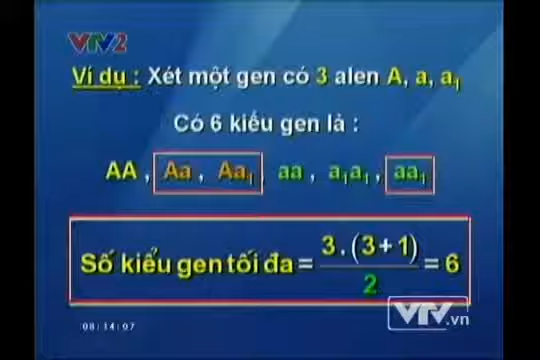 VTV2
Ví dụ : Xét một gen có 3 alen A, a, a₁
Có 6 kiểu gen là :
AA , Aa , Aa₁ aa , a₁a₁ , aa₁
Số kiểu gen tối đa = 3 . (3 + 1) / 2 = 6
VTV.vn
08:14:07